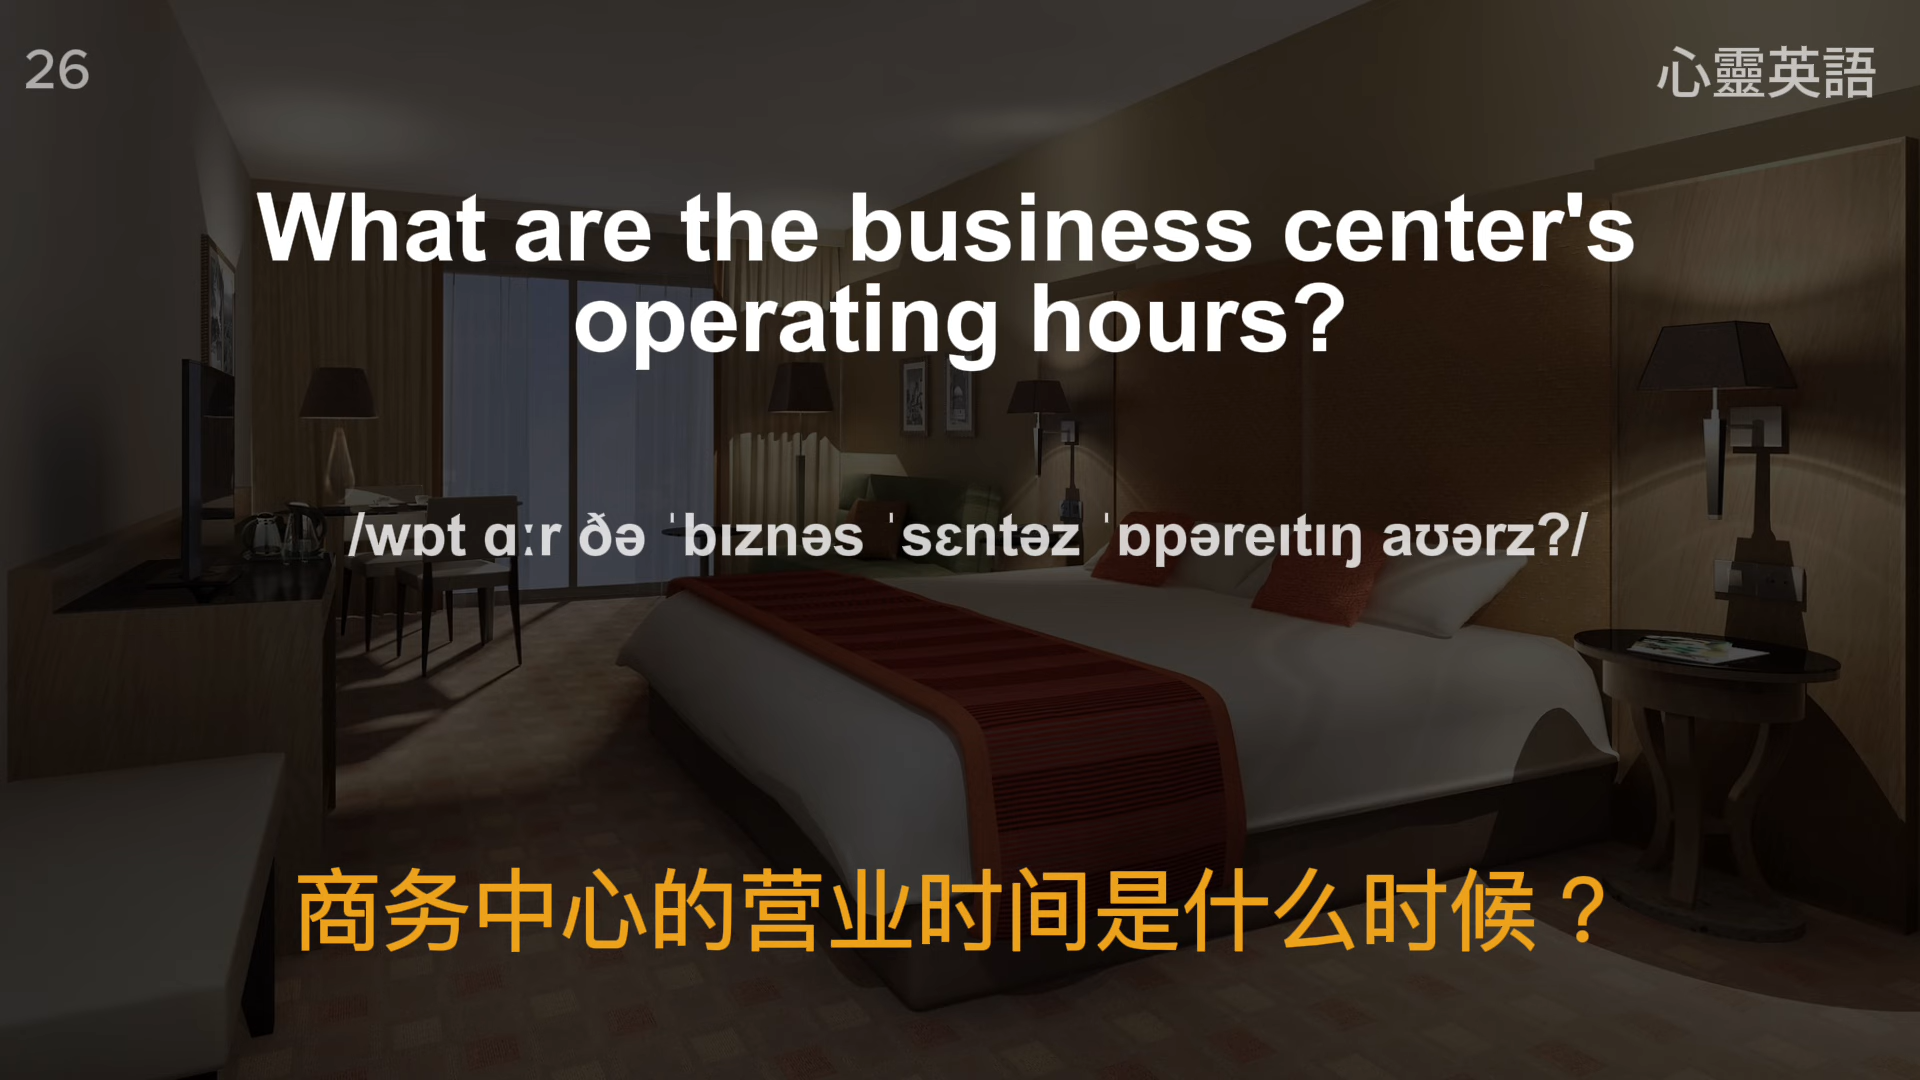 26
心靈英語
What are the business center's
operating hours?
/wɒt ɑːr ðə ˈbɪznəs ˈsɛntəz ˈɒpəreɪtɪŋ aʊərz?/
商务中心的营业时间是什么时候？